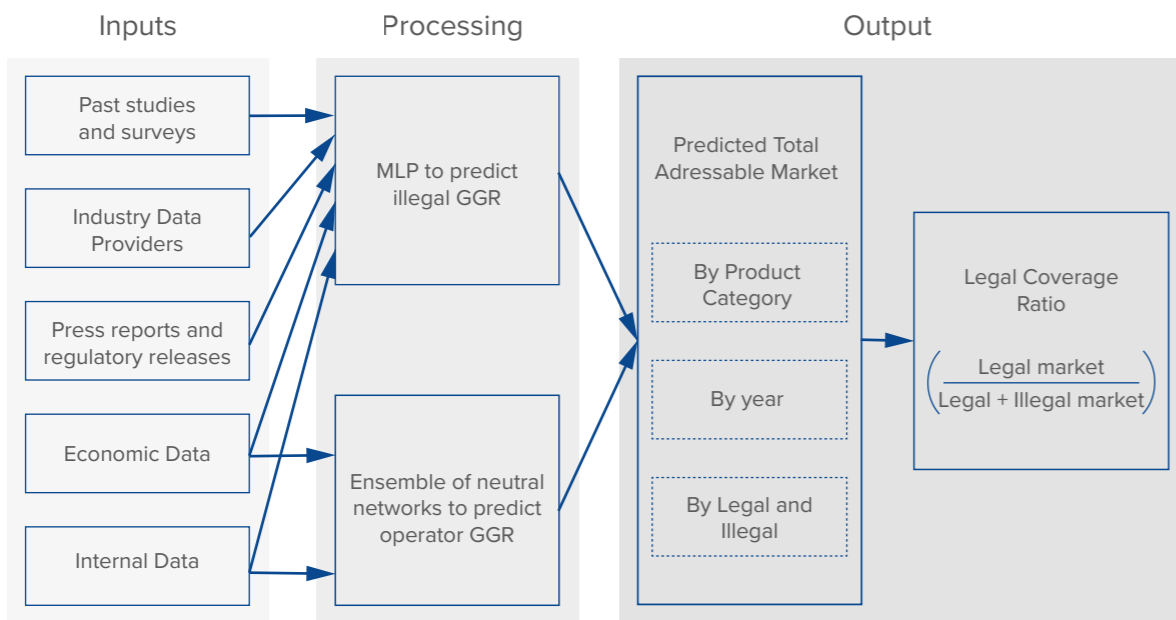 Inputs
Processing
Output
Past studies
and surveys
Industry Data
Providers
Press reports and
regulatory releases
Economic Data
Internal Data
MLP to predict
illegal GGR
Ensemble of neutral
networks to predict
operator GGR
Predicted Total
Adressable Market
By Product
Category
By year
By Legal and
Illegal
Legal Coverage
Ratio
Legal market
Legal + Illegal market